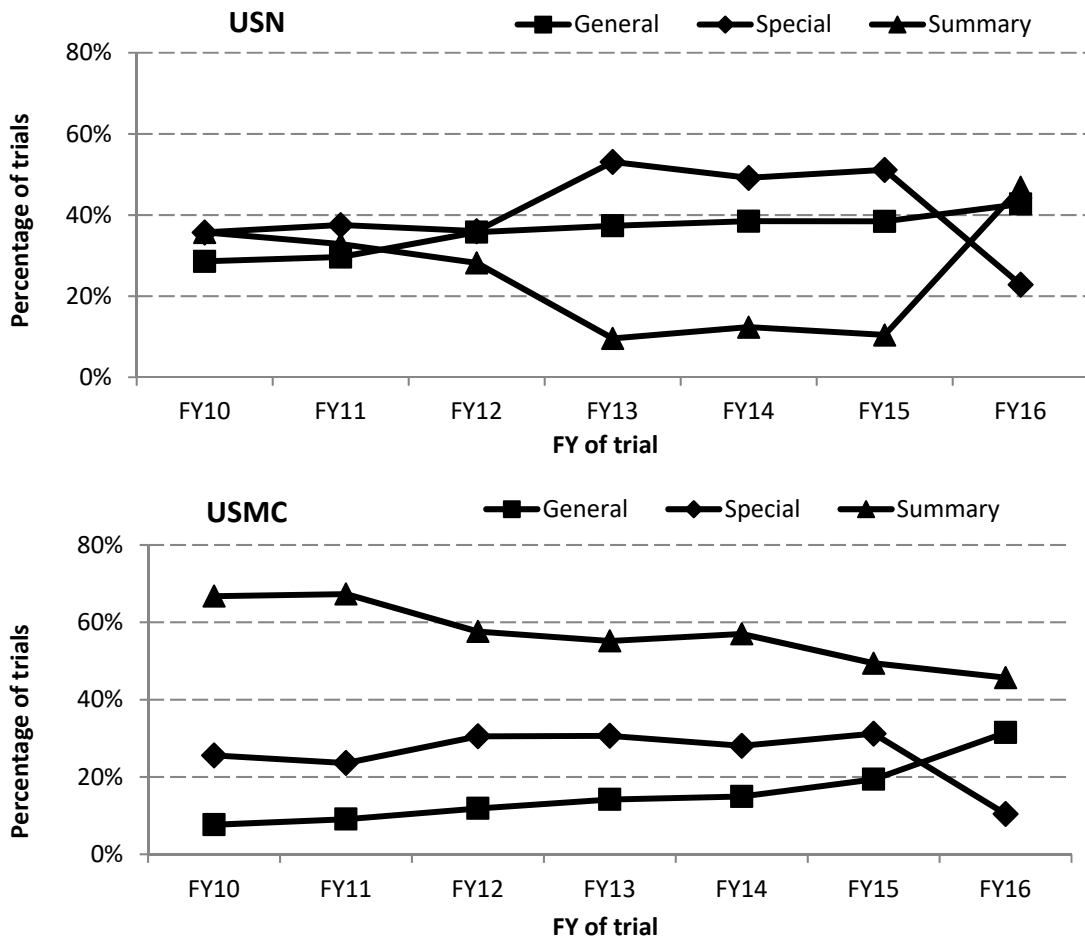 USN
General Special Summary
80%
60%
40%
20%
0%
Percentage of trials
FY10 FY11 FY12 FY13 FY14 FY15 FY16
FY of trial
USMC
General Special Summary
80%
60%
40%
20%
0%
Percentage of trials
FY10 FY11 FY12 FY13 FY14 FY15 FY16
FY of trial